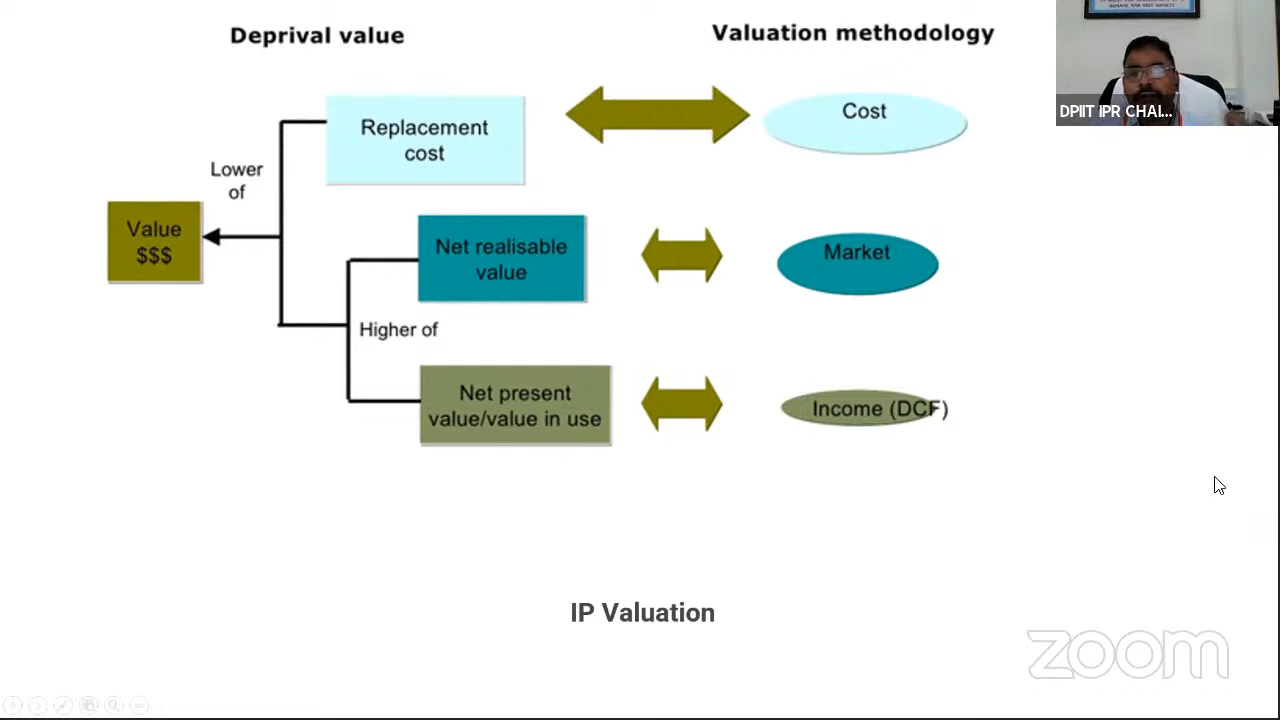 Deprival value
Valuation methodology
Replacement
cost
Cost
Lower
of
Value
$$$
Net realisable
value
Market
Higher of
Net present
value/value in use
Income (DCF)
IP Valuation
DPIIT IPR CHAI...
zoom